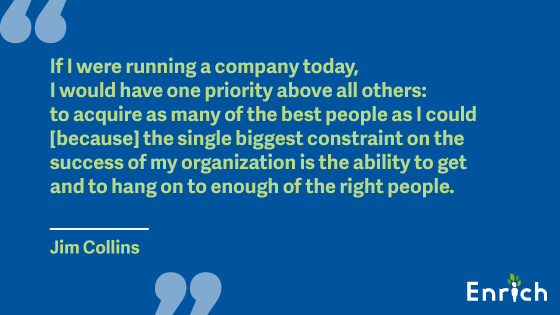 If I were running a company today,
I would have one priority above all others:
to acquire as many of the best people as I could
[because] the single biggest constraint on the
success of my organization is the ability to get
and to hang on to enough of the right people.
Jim Collins
Enrich